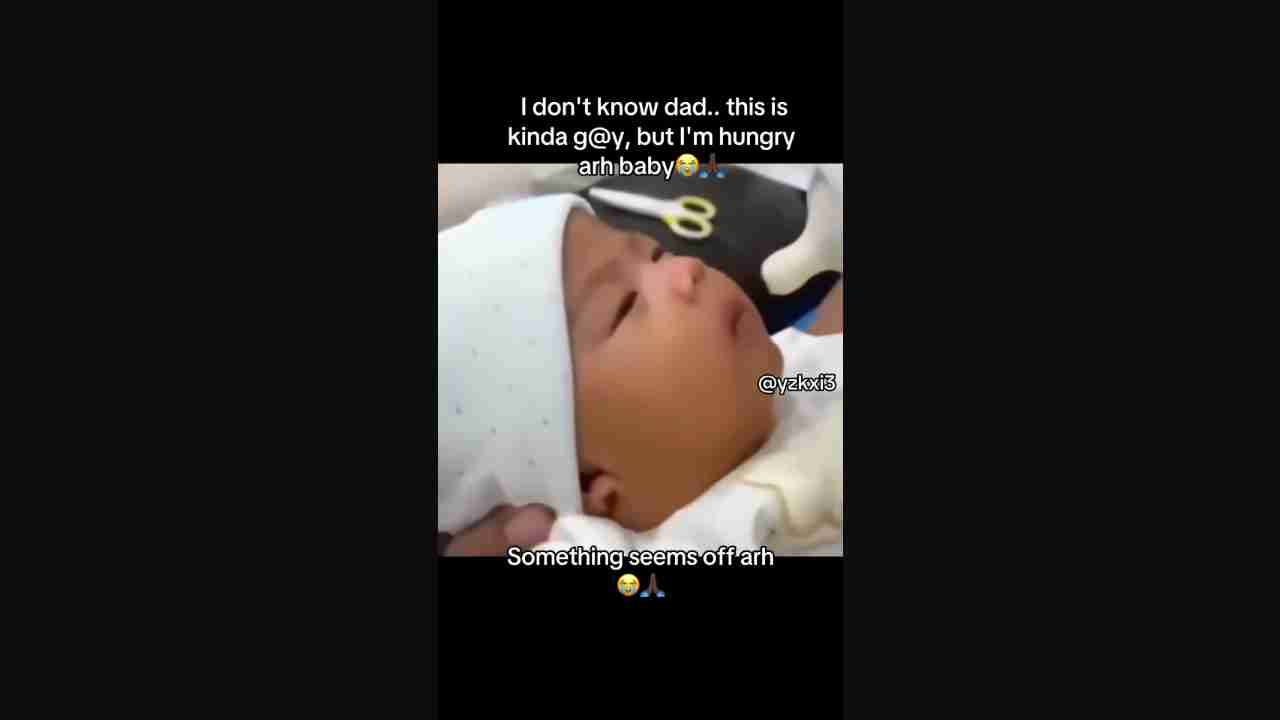 I don't know dad.. this is
kinda g@y, but I'm hungry
arh baby😭🙏🏿
@yzkxi3
Something seems off arh
😭🙏🏿